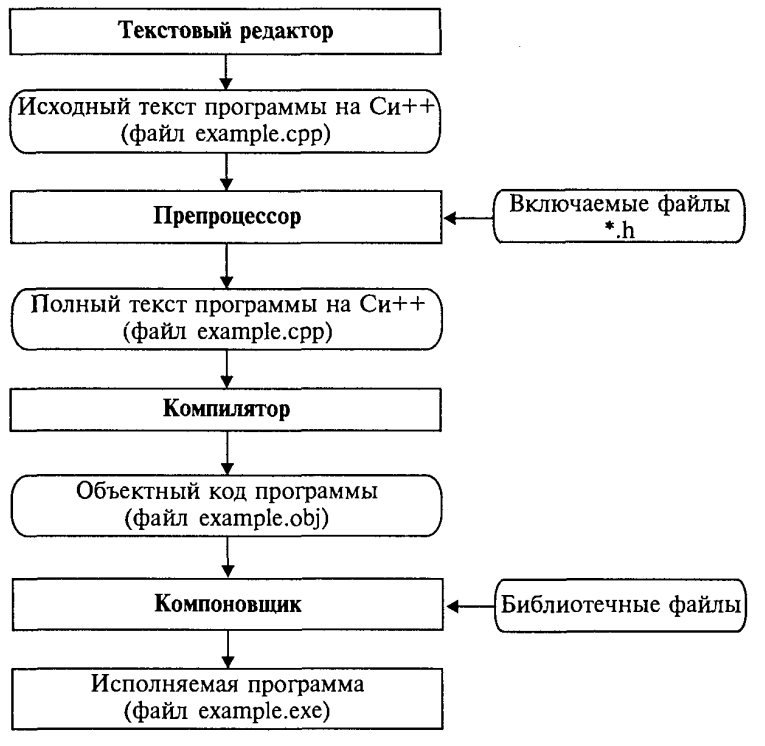 Текстовый редактор
Исходный текст программы на Си++
(файл example.cpp)
Препроцессор
Включаемые файлы
*.h
Полный текст программы на Си++
(файл example.cpp)
Компилятор
Объектный код программы
(файл example.obj)
Компоновщик
Библиотечные файлы
Исполняемая программа
(файл example.exe)